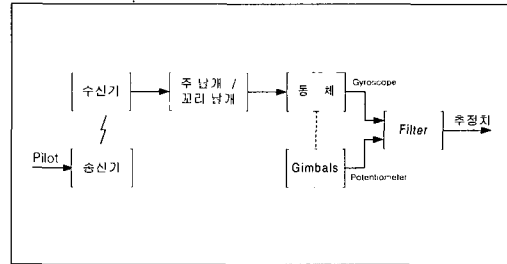 수신기
주 날개 /
꼬리 날개
동 체
Gyroscope
Filter
추정치
Pilot
송신기
Gimbals
Potentiometer